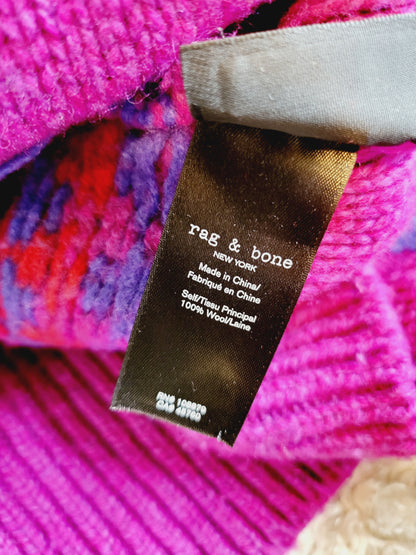 rag & bone
NEW YORK
Made in China/
Fabriqué en Chine
Self/Tissu Principal
100% Wool/Laine